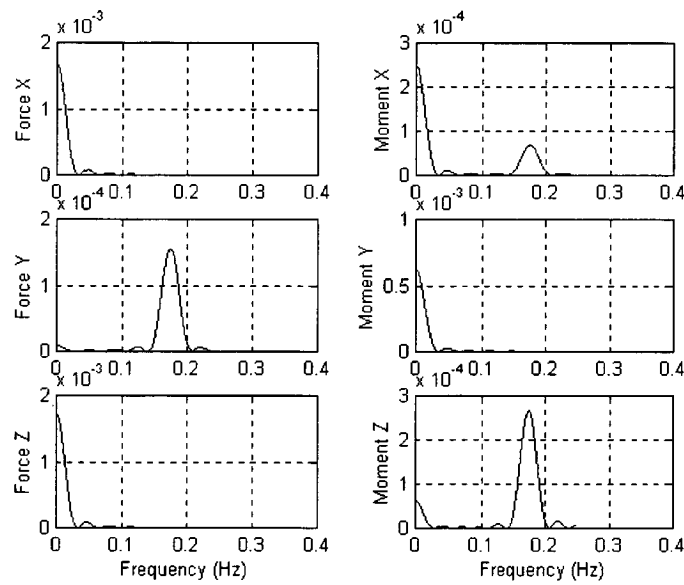 x 10⁻³
2
1
0
Force X
0 0.1 0.2 0.3 0.4
x 10⁻⁴
3
2
1
0
Moment X
0 0.1 0.2 0.3 0.4
x 10⁻⁴
2
1
0
Force Y
0 0.1 0.2 0.3 0.4
x 10⁻³
1
0.5
0
Moment Y
0 0.1 0.2 0.3 0.4
x 10⁻³
2
1
0
Force Z
0 0.1 0.2 0.3 0.4
Frequency (Hz)
x 10⁻⁴
3
2
1
0
Moment Z
0 0.1 0.2 0.3 0.4
Frequency (Hz)